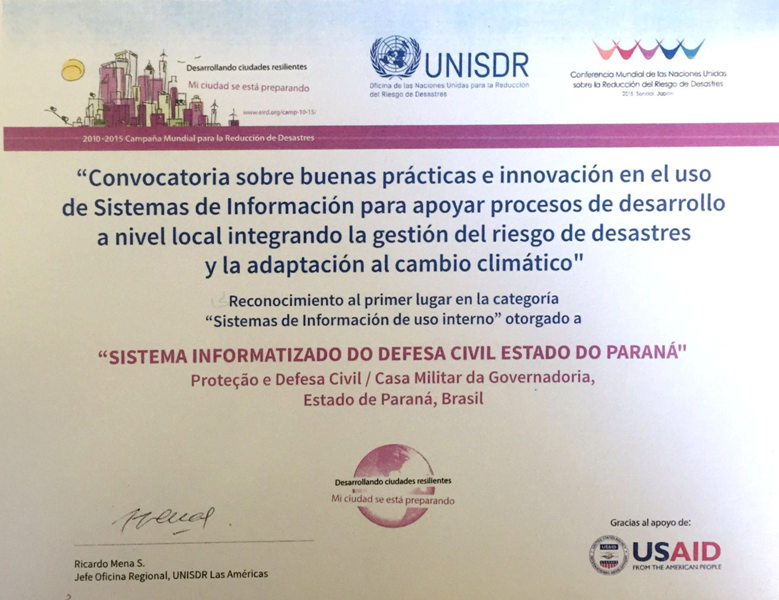 Desarrollando ciudades resilientes
Mi ciudad se está preparando
www.eird.org/camp-10-15/
UNISDR
Oficina de las Naciones Unidas para la Reducción
del Riesgo de Desastres
Conferencia Mundial de las Naciones Unidas
sobre la Reducción del Riesgo de Desastres
2015 Sendai, Japón
2010-2015 Campaña Mundial para la Reducción de Desastres
“Convocatoria sobre buenas prácticas e innovación en el uso
de Sistemas de Información para apoyar procesos de desarrollo
a nivel local integrando la gestión del riesgo de desastres
y la adaptación al cambio climático"
Reconocimiento al primer lugar en la categoría
“Sistemas de Información de uso interno” otorgado a
“SISTEMA INFORMATIZADO DO DEFESA CIVIL ESTADO DO PARANÁ"
Proteção e Defesa Civil / Casa Militar da Governadoria,
Estado de Paraná, Brasil
Desarrollando ciudades resilientes
Mi ciudad se está preparando
Ricardo Mena S.
Jefe Oficina Regional, UNISDR Las Américas
Gracias al apoyo de:
USAID
USAID
FROM THE AMERICAN PEOPLE